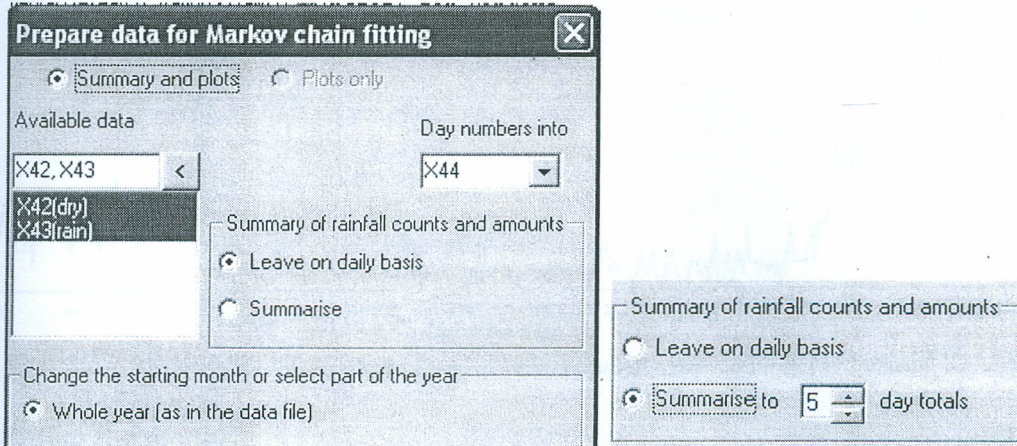 Prepare data for Markov chain fitting
Summary and plots
Plots only
Available data
Day numbers into
X42, X43
<
X44
X42(dry)
X43(rain)
Summary of rainfall counts and amounts
Leave on daily basis
Summarise
Change the starting month or select part of the year
Whole year (as in the data file)
Summary of rainfall counts and amounts
Leave on daily basis
Summarise to 5 day totals